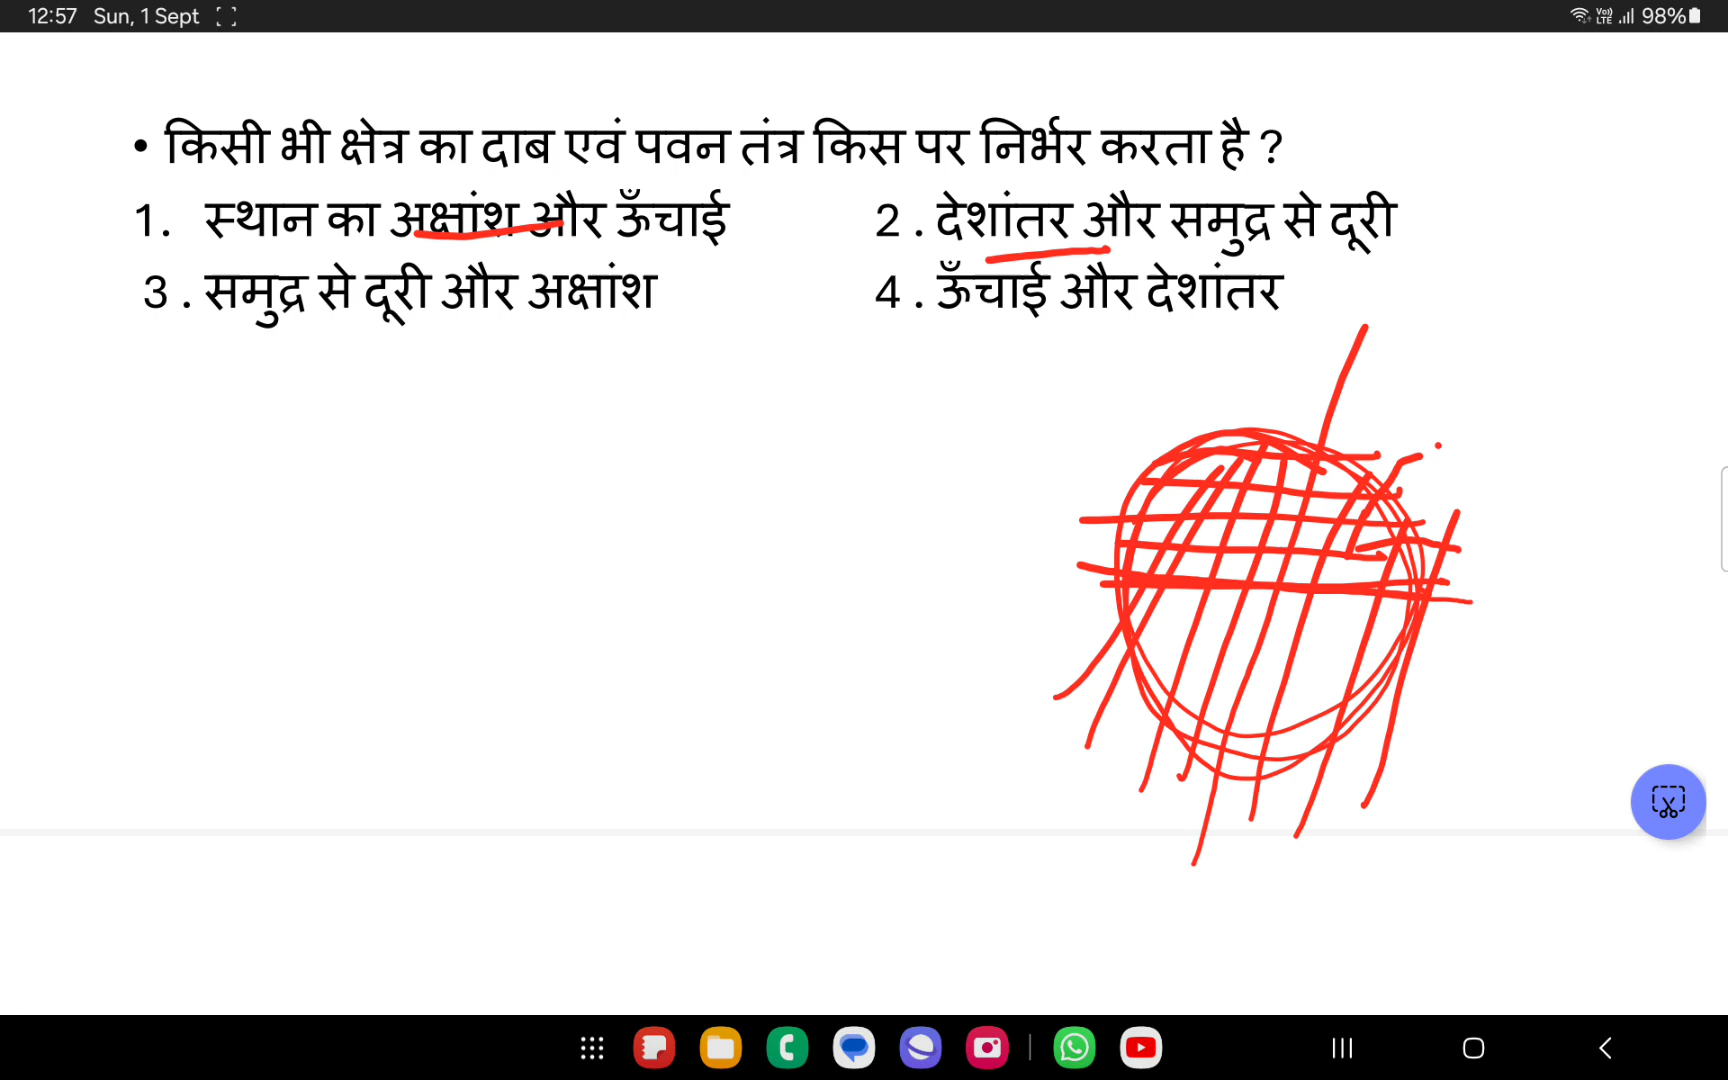 12:57 Sun, 1 Sept 98%
• किसी भी क्षेत्र का दाब एवं पवन तंत्र किस पर निर्भर करता है ?
1. स्थान का अक्षांश और ऊँचाई 2 . देशांतर और समुद्र से दूरी
3 . समुद्र से दूरी और अक्षांश 4 . ऊँचाई और देशांतर